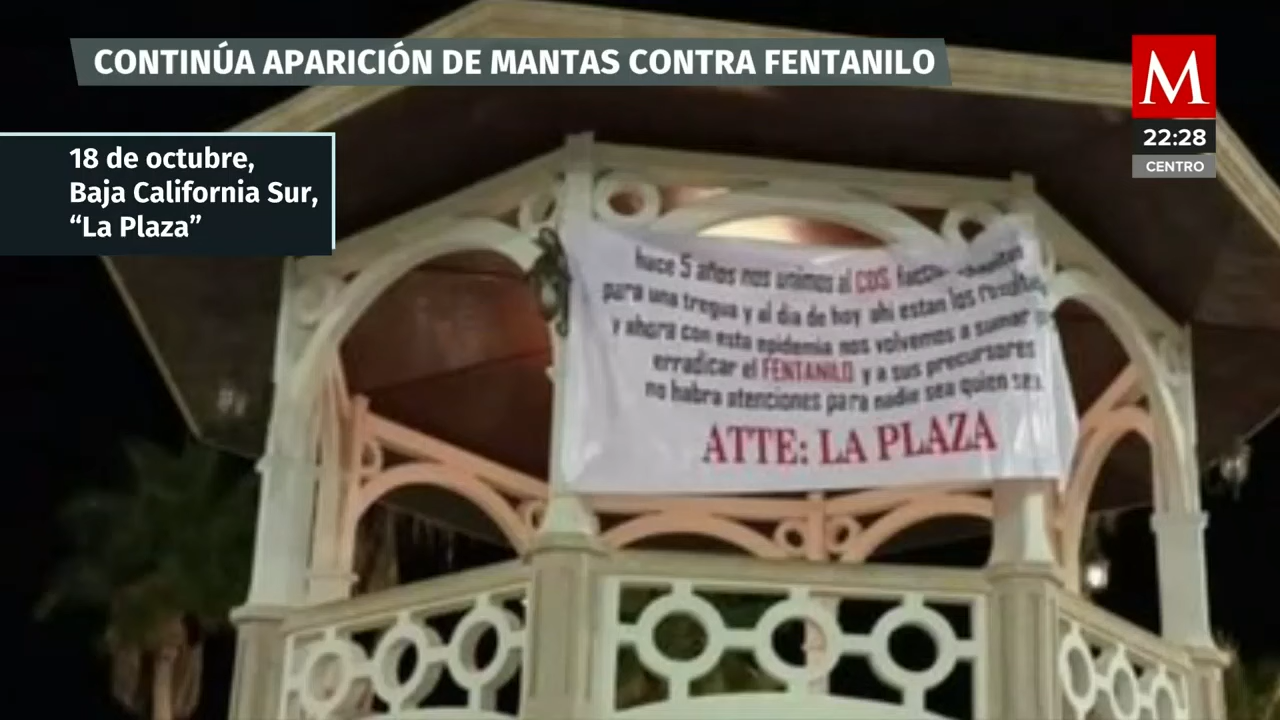 CONTINÚA APARICIÓN DE MANTAS CONTRA FENTANILO
M
22:28
CENTRO
18 de octubre,
Baja California Sur,
“La Plaza”
hace 5 años nos unimos al CDS
para una tregua y al dia de hoy ahi estan los
y ahora con esta epidemia nos volvemos a sumar
erradicar el FENTANILO y a sus precursores
no habra atenciones para nadie sea quien sea
ATTE: LA PLAZA